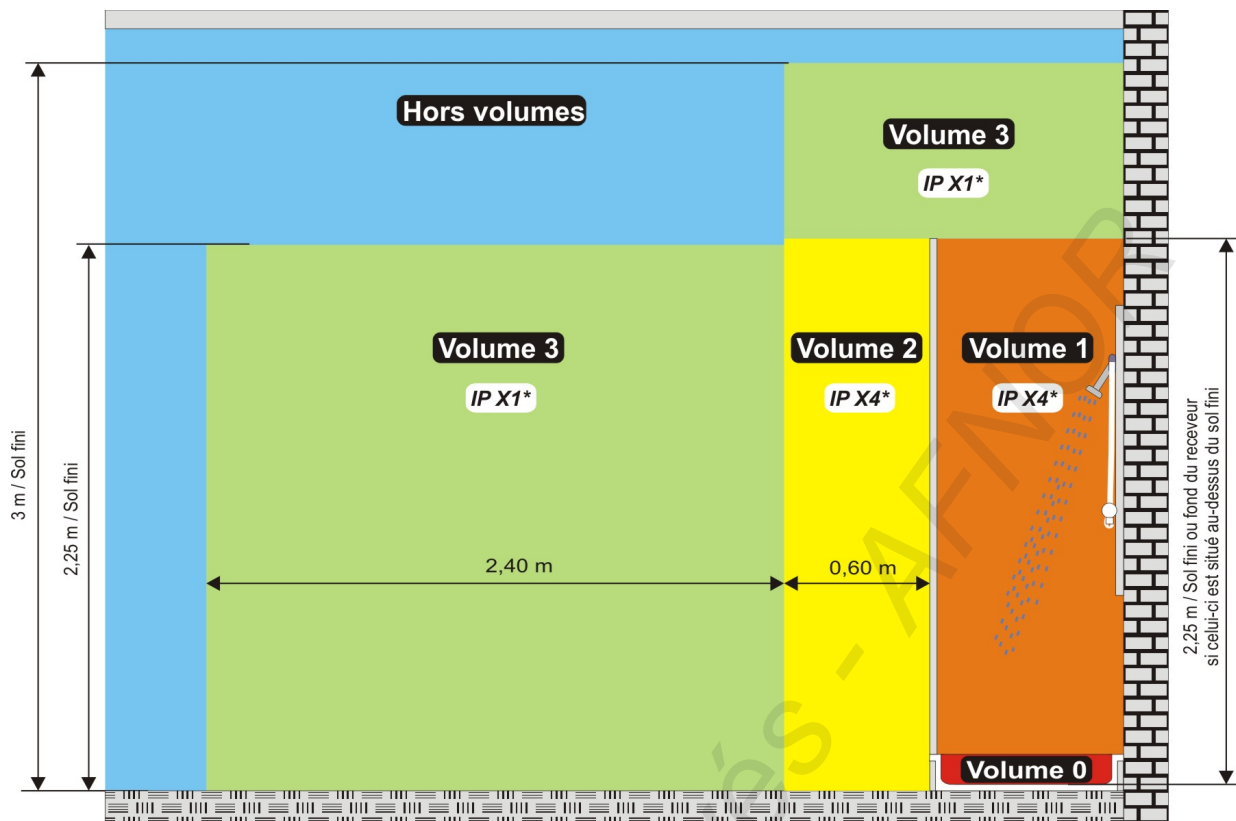 Hors volumes
Volume 3
IP X1*
Volume 3
IP X1*
Volume 2
IP X4*
Volume 1
IP X4*
2,40 m
0,60 m
Volume 0
3 m / Sol fini
2,25 m / Sol fini
2,25 m / Sol fini ou fond du receveur
si celui-ci est situé au-dessus du sol fini
és - AFNOR